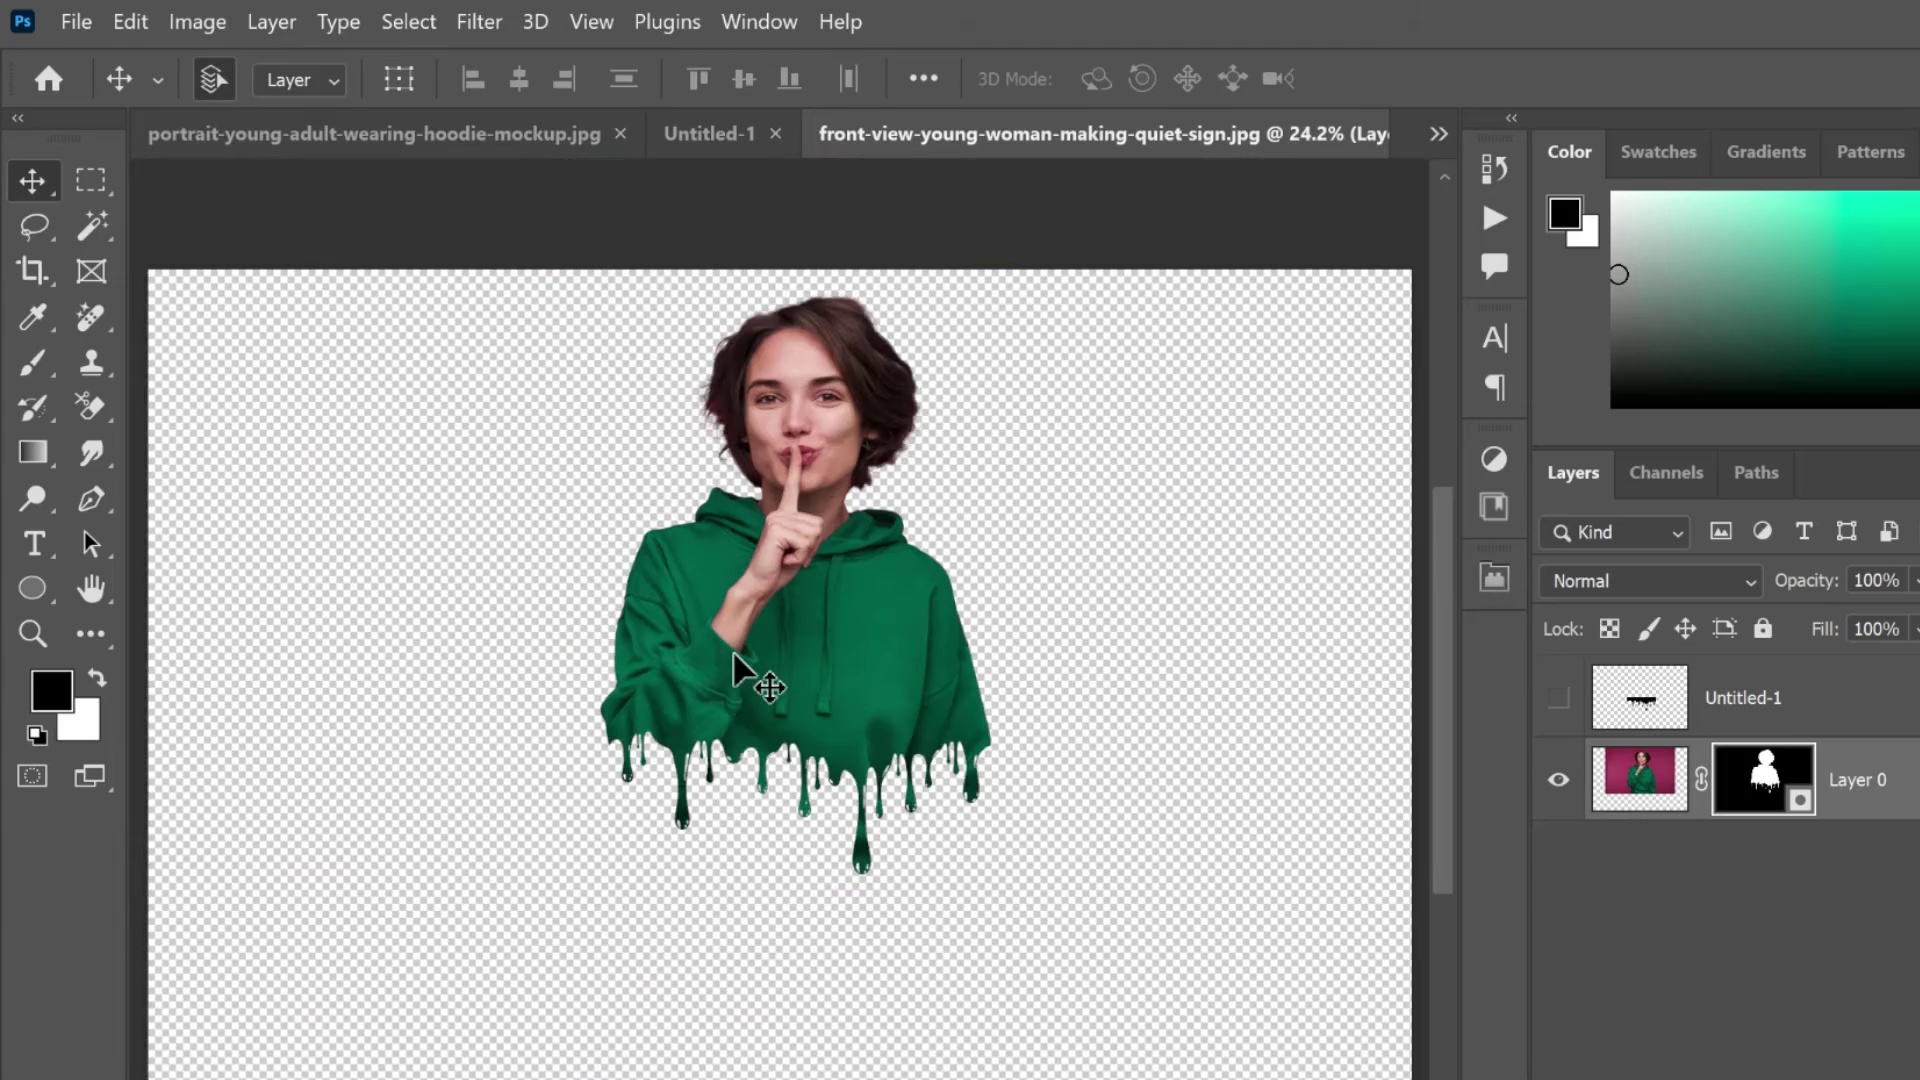 Ps File Edit Image Layer Type Select Filter 3D View Plugins Window Help
Layer 3D Mode:
portrait-young-adult-wearing-hoodie-mockup.jpg × Untitled-1 × front-view-young-woman-making-quiet-sign.jpg @ 24.2% (Laye
Color Swatches Gradients Patterns
Layers Channels Paths
Kind
Normal Opacity: 100%
Lock: Fill: 100%
Untitled-1
Layer 0